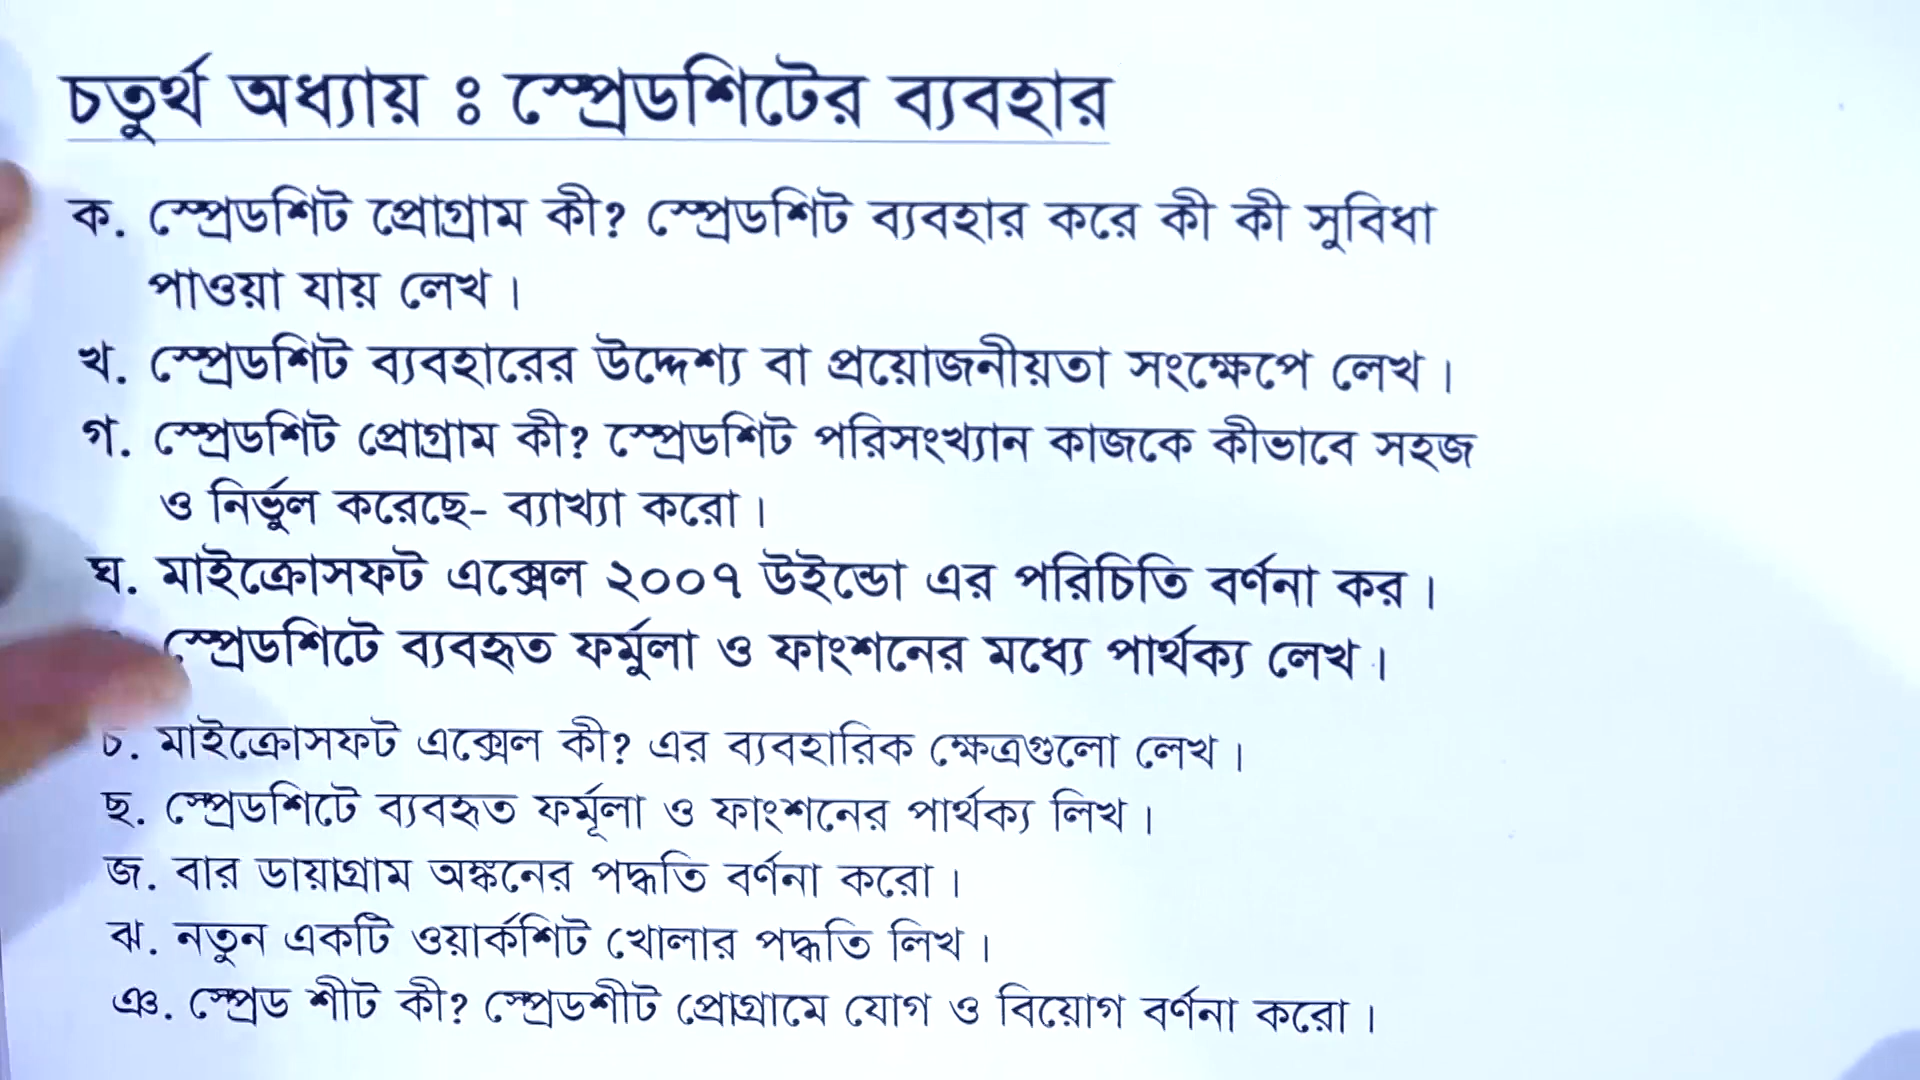 চতুর্থ অধ্যায় ঃ স্প্রেডশিটের ব্যবহার
ক. স্প্রেডশিট প্রোগ্রাম কী? স্প্রেডশিট ব্যবহার করে কী কী সুবিধা
পাওয়া যায় লেখ।
খ. স্প্রেডশিট ব্যবহারের উদ্দেশ্য বা প্রয়োজনীয়তা সংক্ষেপে লেখ।
গ. স্প্রেডশিট প্রোগ্রাম কী? স্প্রেডশিট পরিসংখ্যান কাজকে কীভাবে সহজ
ও নির্ভুল করেছে- ব্যাখ্যা করো।
ঘ. মাইক্রোসফট এক্সেল ২০০৭ উইন্ডো এর পরিচিতি বর্ণনা কর।
স্প্রেডশিটে ব্যবহৃত ফর্মুলা ও ফাংশনের মধ্যে পার্থক্য লেখ।
চ. মাইক্রোসফট এক্সেল কী? এর ব্যবহারিক ক্ষেত্রগুলো লেখ।
ছ. স্প্রেডশিটে ব্যবহৃত ফর্মূলা ও ফাংশনের পার্থক্য লিখ।
জ. বার ডায়াগ্রাম অঙ্কনের পদ্ধতি বর্ণনা করো।
ঝ. নতুন একটি ওয়ার্কশিট খোলার পদ্ধতি লিখ।
ঞ. স্প্রেড শীট কী? স্প্রেডশীট প্রোগ্রামে যোগ ও বিয়োগ বর্ণনা করো।